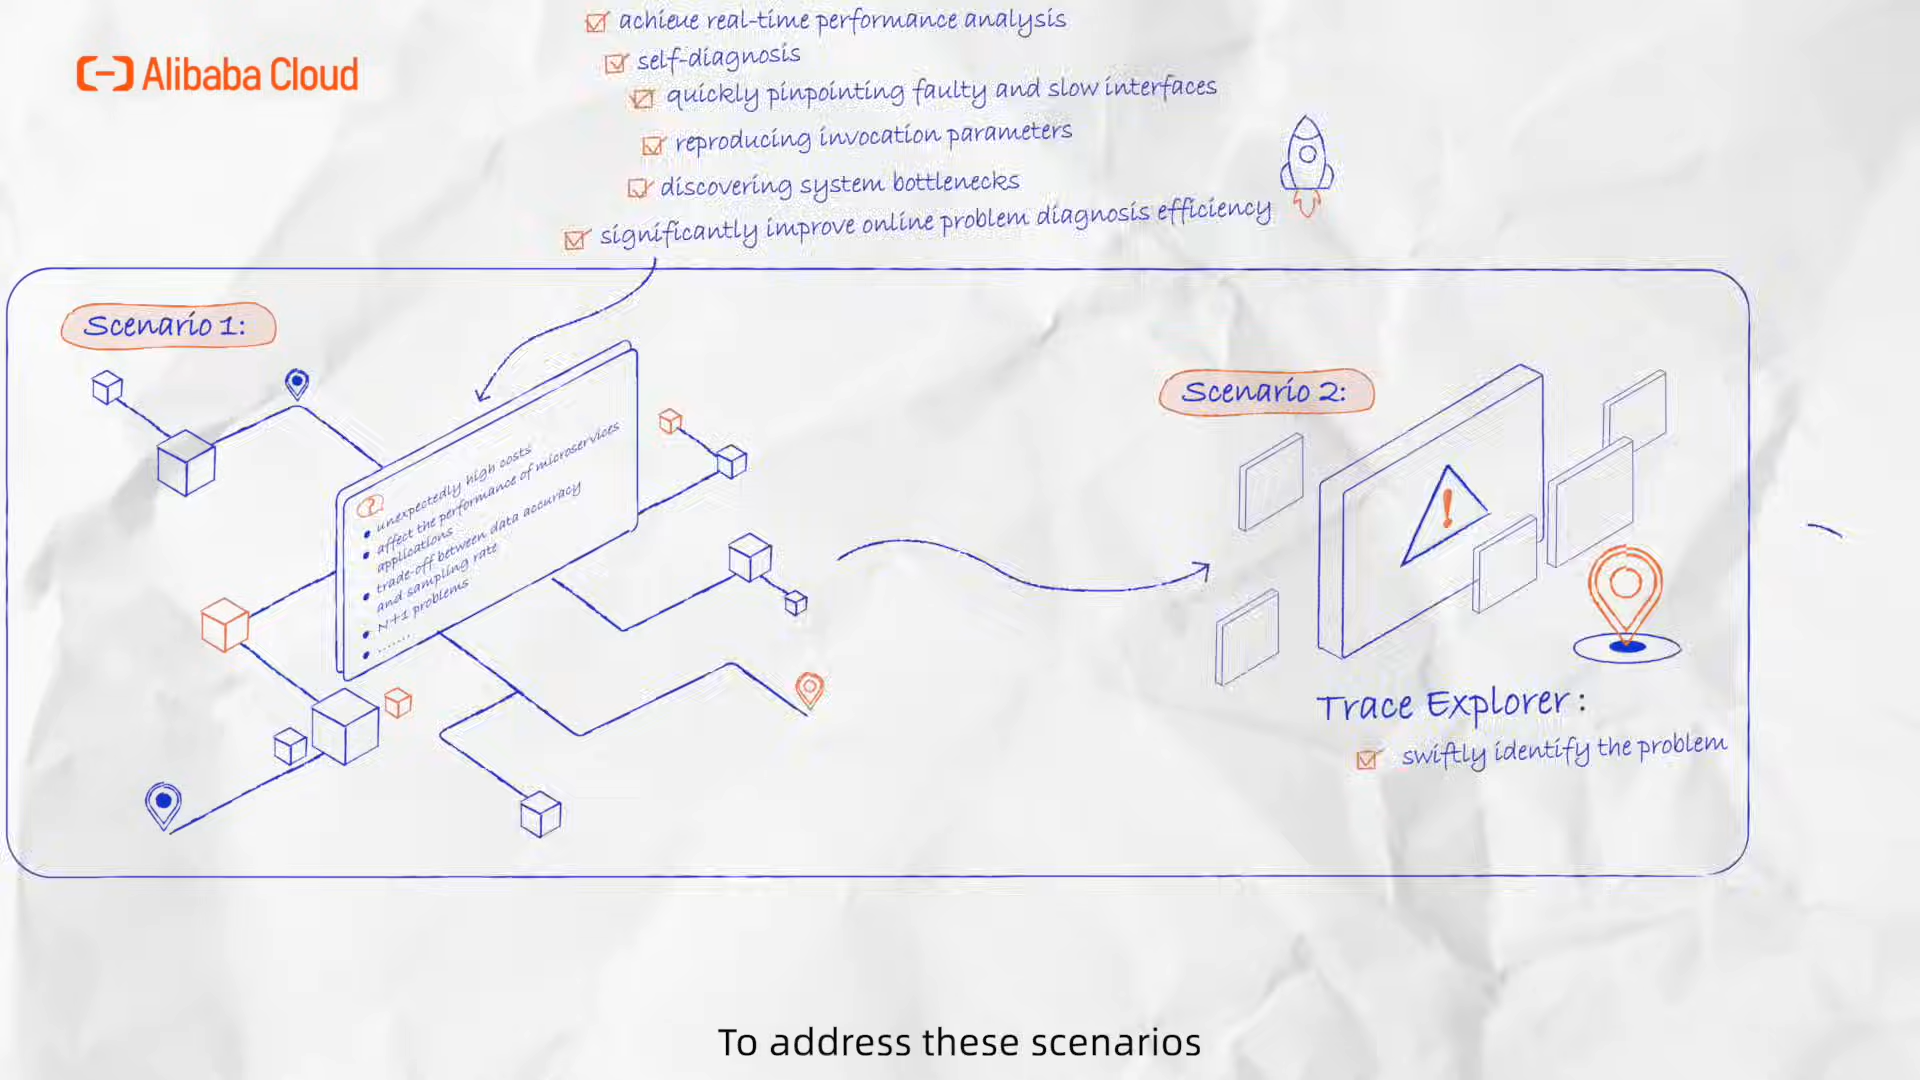 achieve real-time performance analysis
Alibaba Cloud
self-diagnosis
quickly pinpointing faulty and slow interfaces
reproducing invocation parameters
discovering system bottlenecks
significantly improve online problem diagnosis efficiency
Scenario 1:
unexpectedly high costs
affect the performance of microservices
applications
trade-off between data accuracy
and sampling rate
N+1 problems
.......
Scenario 2:
Trace Explorer:
swiftly identify the problem
To address these scenarios